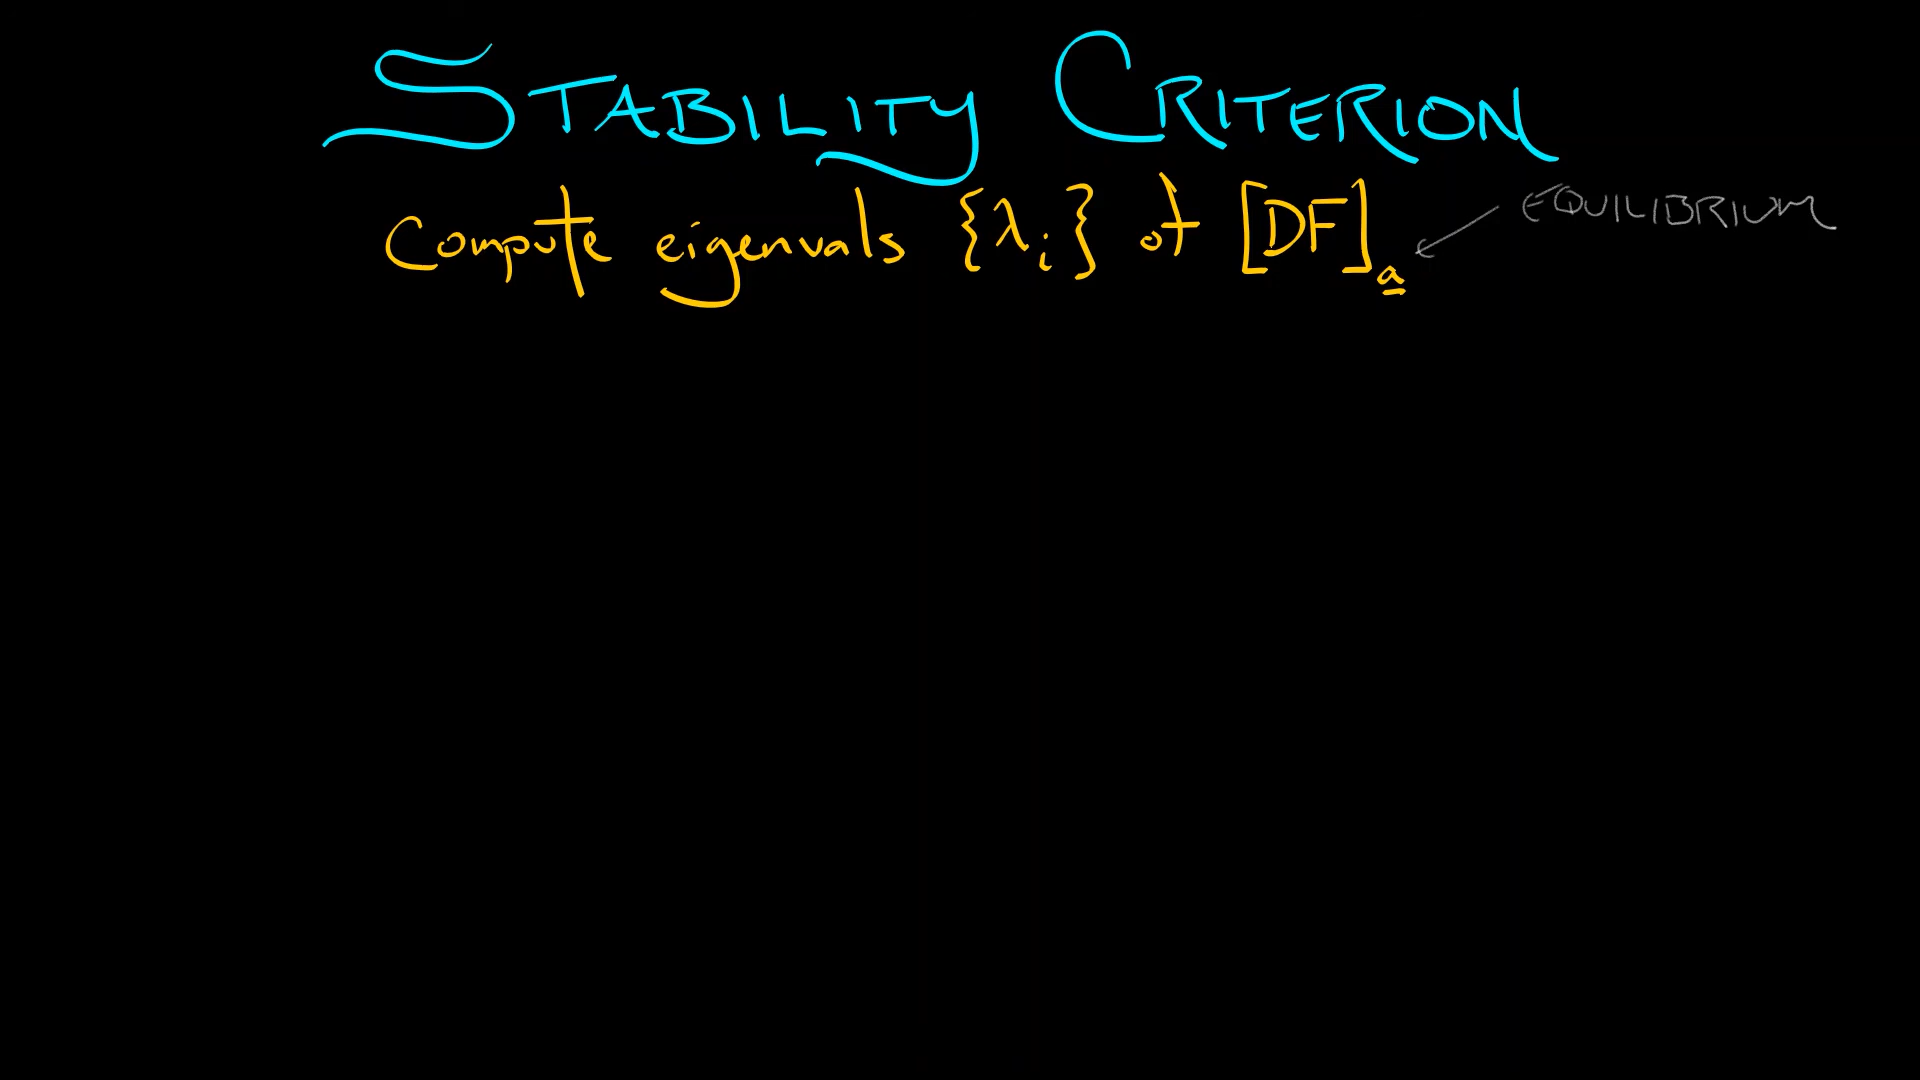 STABILITY CRITERION
Compute eigenvals {λi} of [DF]a
EQUILIBRIUM